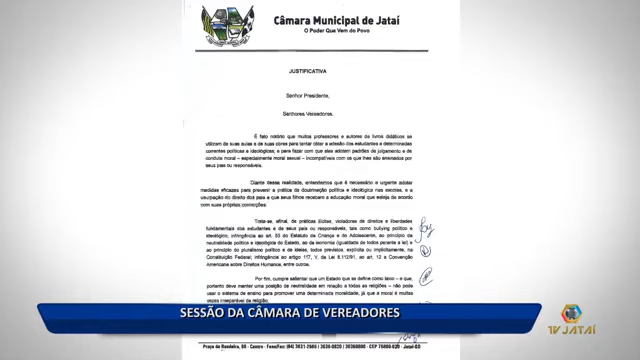 Câmara Municipal de Jataí
O Poder Que Vem do Povo
JUSTIFICATIVA
Senhor Presidente,
Senhores Vereadores,
É fato notório que muitos professores e autores de livros didáticos se
utilizam de suas aulas e de suas obras para tentar obter a adesão dos estudantes a determinadas
correntes políticas e ideológicas; e para fazer com que eles adotem padrões de julgamento e de
conduta moral – especialmente moral sexual – incompatíveis com os que lhes são ensinados por
seus pais ou responsáveis.
Diante dessa realidade, entendemos que é necessário e urgente adotar
medidas eficazes para prevenir a prática da doutrinação política e ideológica nas escolas, e a
usurpação do direito dos pais a que seus filhos recebam a educação moral que esteja de acordo
com suas próprias convicções.
Trata-se, afinal, de práticas ilícitas, violadoras de direitos e liberdades
fundamentais dos estudantes e de seus pais ou responsáveis, tais como bullying político e
ideológico; infringência ao art. 53 do Estatuto da Criança e do Adolescente, ao princípio da
neutralidade política e ideológica do Estado, ao da isonomia (igualdade de todos perante a lei) e
ao princípio do pluralismo político e de ideias, todos previstos, explícita ou implicitamente, na
Constituição Federal; infringência ao artigo 117, V, da Lei 8.112/91, ao art. 12 a Convenção
Americana sobre Direitos Humanos, entre outros.
Por fim, cumpre salientar que um Estado que se define como laico – e que,
portanto deve manter uma posição de neutralidade em relação a todas as religiões – não pode
usar o sistema de ensino para promover uma determinada moralidade, já que a moral é muitas
vezes inseparável da religião;
SESSÃO DA CÂMARA DE VEREADORES
TV JATAÍ
Praça da Bandeira, - Centro - Fone/Fax: (64) - Jataí-GO